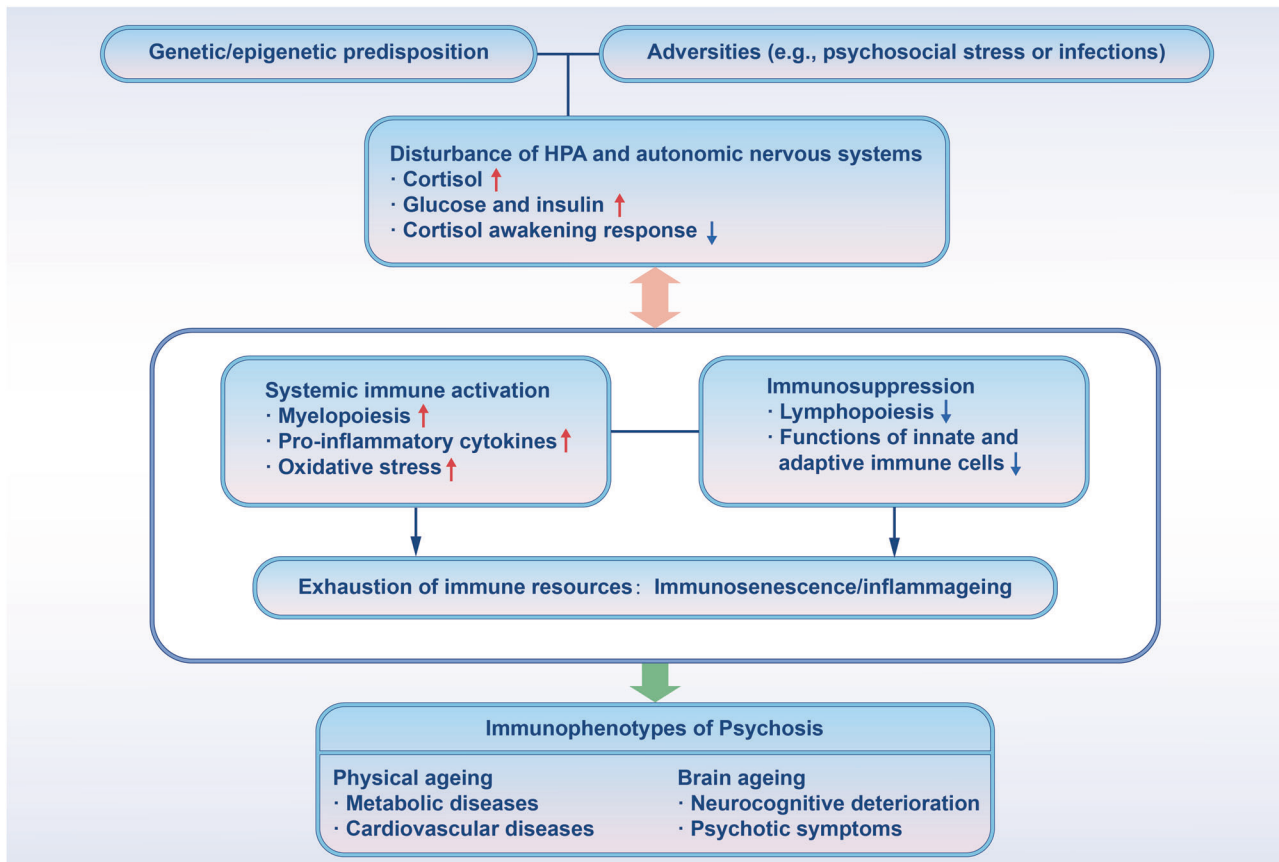 Genetic/epigenetic predisposition
Adversities (e.g., psychosocial stress or infections)
Disturbance of HPA and autonomic nervous systems
· Cortisol ↑
· Glucose and insulin ↑
· Cortisol awakening response ↓
Systemic immune activation
· Myelopoiesis ↑
· Pro-inflammatory cytokines ↑
· Oxidative stress ↑
Immunosuppression
· Lymphopoiesis ↓
· Functions of innate and
adaptive immune cells ↓
Exhaustion of immune resources: Immunosenescence/inflammageing
Immunophenotypes of Psychosis
Physical ageing
· Metabolic diseases
· Cardiovascular diseases
Brain ageing
· Neurocognitive deterioration
· Psychotic symptoms